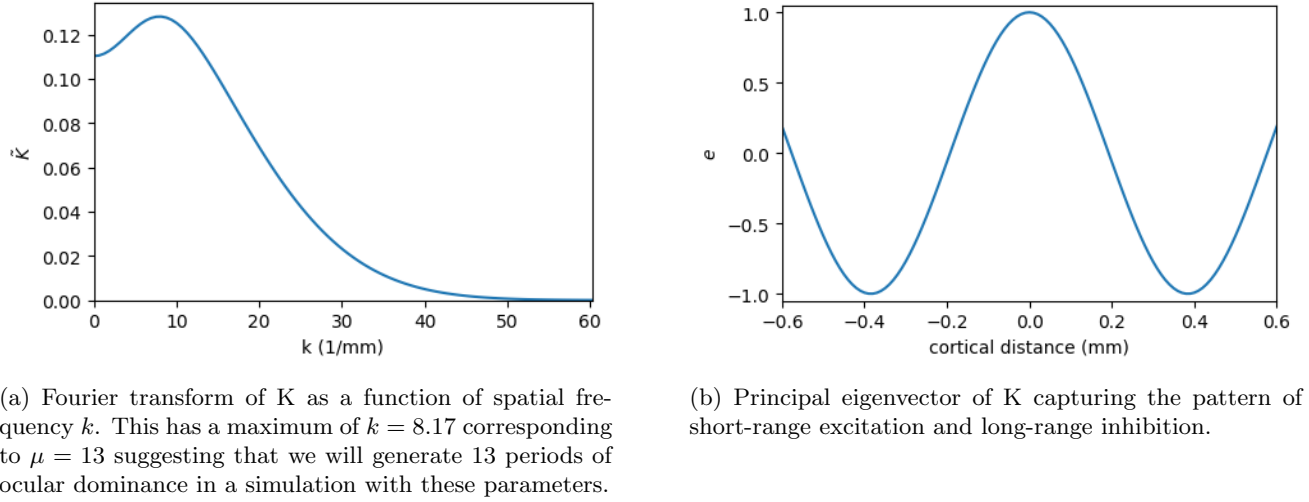 0.12
0.10
0.08
0.06
0.04
0.02
0.00
K̃
0 10 20 30 40 50 60
k (1/mm)
1.0
0.5
0.0
−0.5
−1.0
e
−0.6 −0.4 −0.2 0.0 0.2 0.4 0.6
cortical distance (mm)
(a) Fourier transform of K as a function of spatial fre-
quency k. This has a maximum of k = 8.17 corresponding
to μ = 13 suggesting that we will generate 13 periods of
ocular dominance in a simulation with these parameters.
(b) Principal eigenvector of K capturing the pattern of
short-range excitation and long-range inhibition.